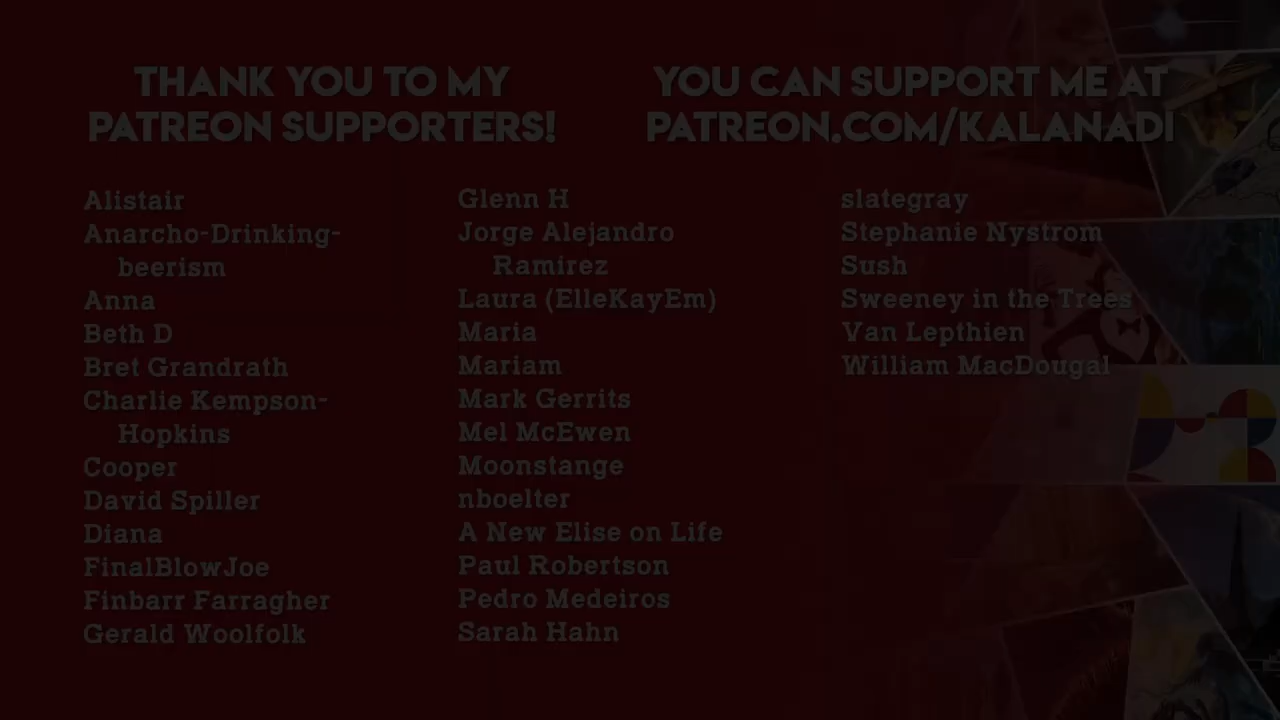 THANK YOU TO MY
PATREON SUPPORTERS!
YOU CAN SUPPORT ME AT
PATREON.COM/KALANADI
Alistair
Anarcho-Drinking-
beerism
Anna
Beth D
Bret Grandrath
Charlie Kempson-
Hopkins
Cooper
David Spiller
Diana
FinalBlowJoe
Finbarr Farragher
Gerald Woolfolk
Glenn H
Jorge Alejandro
Ramirez
Laura (ElleKayEm)
Maria
Mariam
Mark Gerrits
Mel McEwen
Moonstange
nboelter
A New Elise on Life
Paul Robertson
Pedro Medeiros
Sarah Hahn
slategray
Stephanie Nystrom
Sush
Sweeney in the Trees
Van Lepthien
William MacDougal